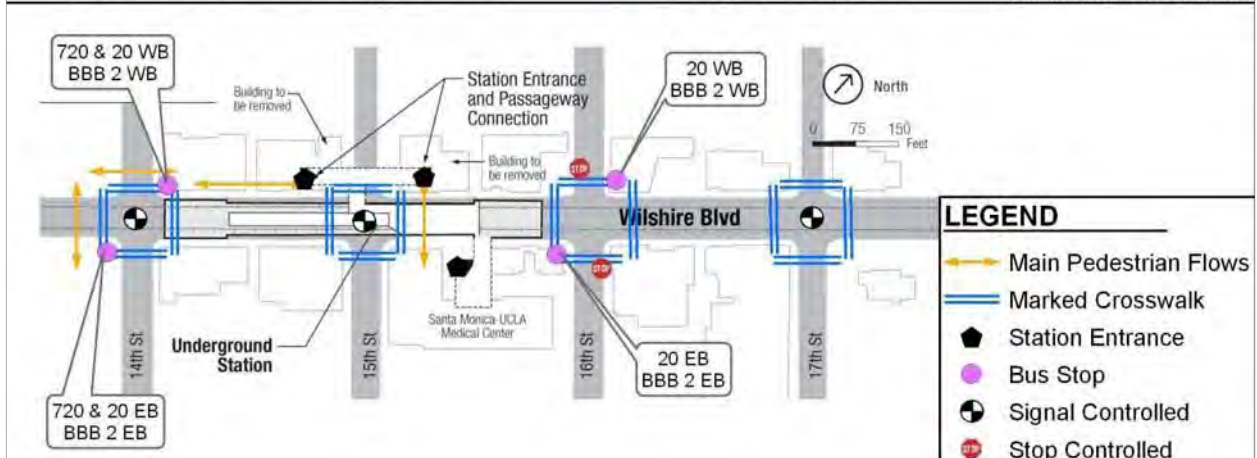 720 & 20 WB
BBB 2 WB
Building to
be removed
Station Entrance
and Passageway
Connection
Building to
be removed
20 WB
BBB 2 WB
North
0 75 150
Feet
STOP
Wilshire Blvd
STOP
Santa Monica-UCLA
Medical Center
Underground
Station
14th St
15th St
16th St
17th St
720 & 20 EB
BBB 2 EB
20 EB
BBB 2 EB
LEGEND
Main Pedestrian Flows
Marked Crosswalk
Station Entrance
Bus Stop
Signal Controlled
STOP Stop Controlled